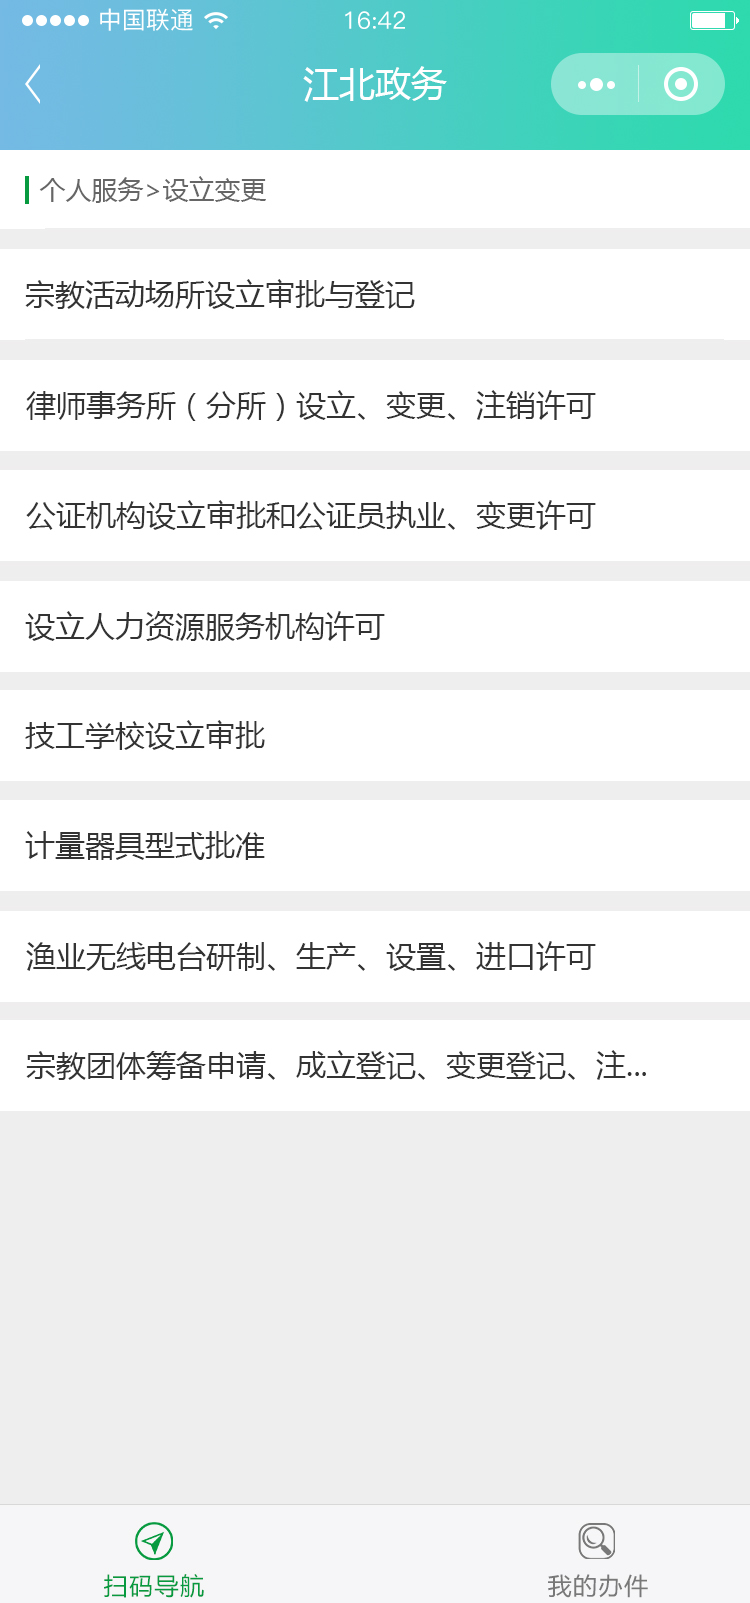 中国联通
16:42
江北政务
个人服务>设立变更
宗教活动场所设立审批与登记
律师事务所（分所）设立、变更、注销许可
公证机构设立审批和公证员执业、变更许可
设立人力资源服务机构许可
技工学校设立审批
计量器具型式批准
渔业无线电台研制、生产、设置、进口许可
宗教团体筹备申请、成立登记、变更登记、注...
扫码导航
我的办件